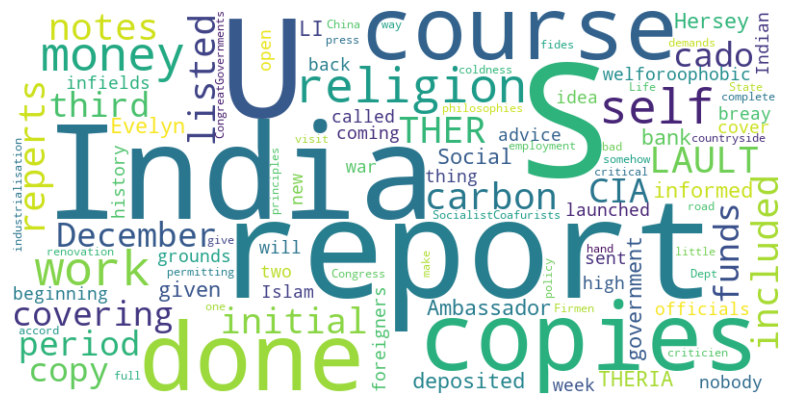 notes
money
third
infields
Evelyn
reperts
history
listed
CongreatGovernments
U
open
LI
back
China
press
way
course
religion
called
coming
THER
philosophies
coldness
fides
demands
Hersey
Indian
cado
welforoophobic
idea
S
self
Life
State
complete
breay
cover
bank
countryside
India
report
principles
visit
new
war
thing
Social
advice
employment
bad
somehow
critical
LAULT
CIA
informed
carbon
SocialistCoafurists
launched
road
industrialisation
December
give
work
grounds
will
renovation
permitting
two
beginning
given
Islam
Congress
make
policy
sent
high
hand
little
Dept
government
funds
included
covering
initial
one
foreigners
Ambassador
Firmen
officials
period
accord
copy
full
done
copies
criticien
deposited
week
THERIA
nobody